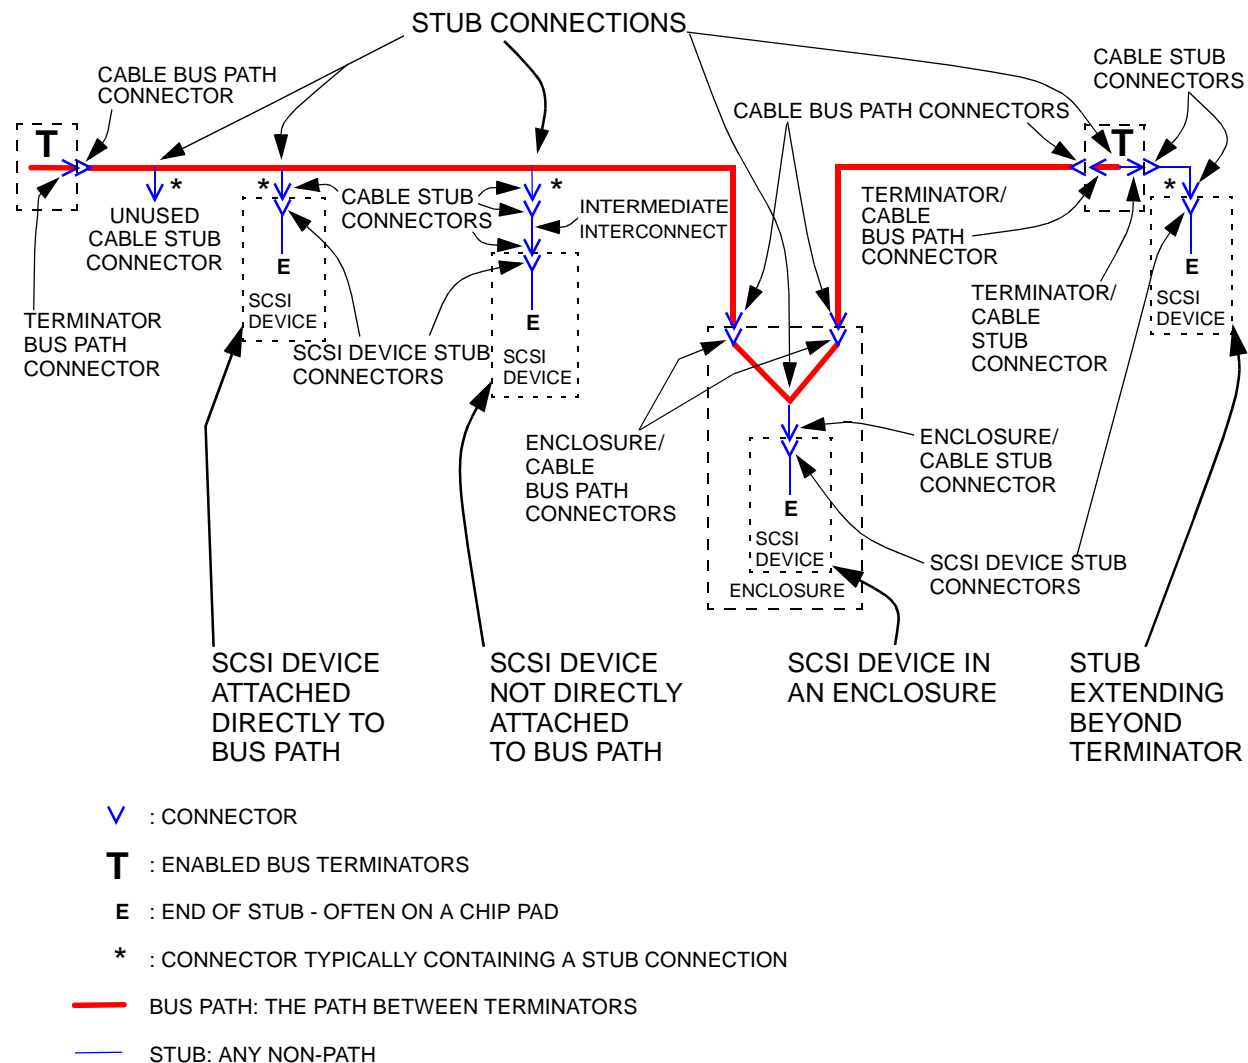 STUB CONNECTIONS
CABLE BUS PATH
CONNECTOR
CABLE STUB
CONNECTORS
CABLE BUS PATH CONNECTORS
T
T
*
*
*
*
UNUSED
CABLE STUB
CONNECTOR
CABLE STUB
CONNECTORS
INTERMEDIATE
INTERCONNECT
TERMINATOR/
CABLE
BUS PATH
CONNECTOR
E
SCSI
DEVICE
E
SCSI
DEVICE
E
SCSI
DEVICE
TERMINATOR
BUS PATH
CONNECTOR
SCSI DEVICE STUB
CONNECTORS
TERMINATOR/
CABLE
STUB
CONNECTOR
ENCLOSURE/
CABLE
BUS PATH
CONNECTORS
ENCLOSURE/
CABLE STUB
CONNECTOR
E
SCSI
DEVICE
ENCLOSURE
SCSI DEVICE STUB
CONNECTORS
SCSI DEVICE
ATTACHED
DIRECTLY TO
BUS PATH
SCSI DEVICE
NOT DIRECTLY
ATTACHED
TO BUS PATH
SCSI DEVICE IN
AN ENCLOSURE
STUB
EXTENDING
BEYOND
TERMINATOR
: CONNECTOR
T : ENABLED BUS TERMINATORS
E : END OF STUB - OFTEN ON A CHIP PAD
* : CONNECTOR TYPICALLY CONTAINING A STUB CONNECTION
BUS PATH: THE PATH BETWEEN TERMINATORS
STUB: ANY NON-PATH